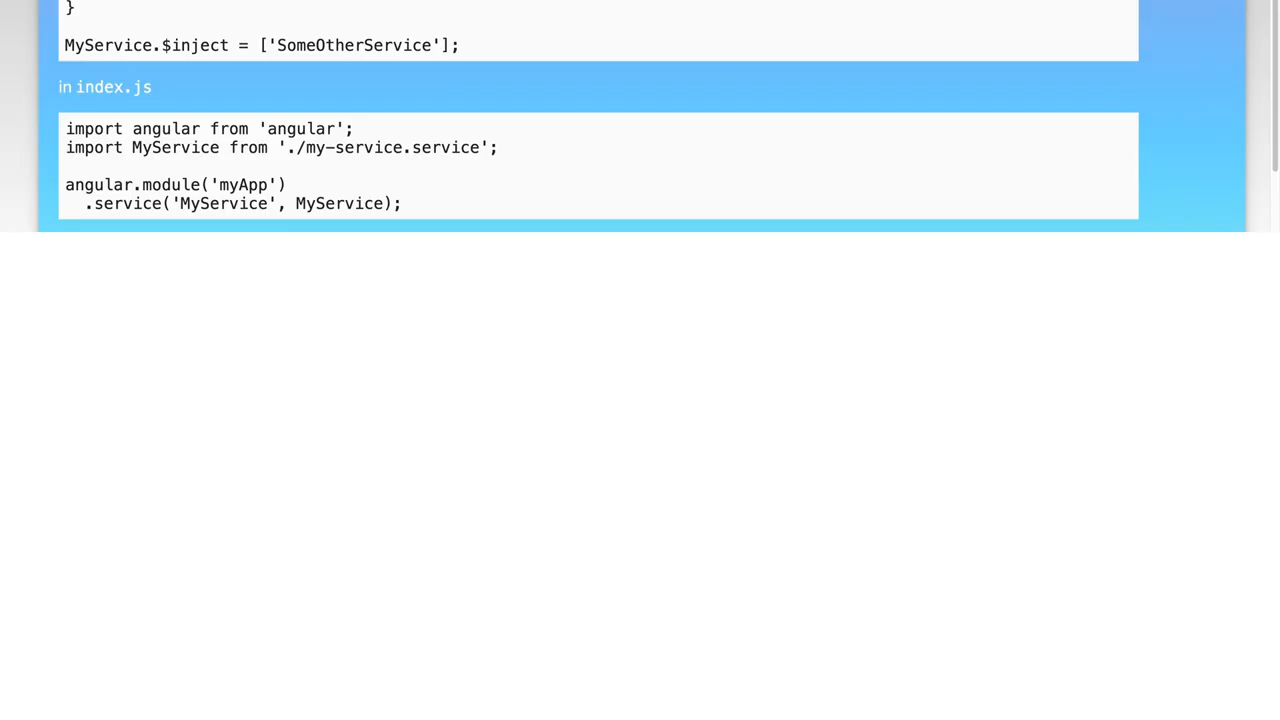 }
MyService.$inject = ['SomeOtherService'];
in index.js
import angular from 'angular';
import MyService from './my-service.service';
angular.module('myApp')
  .service('MyService', MyService);